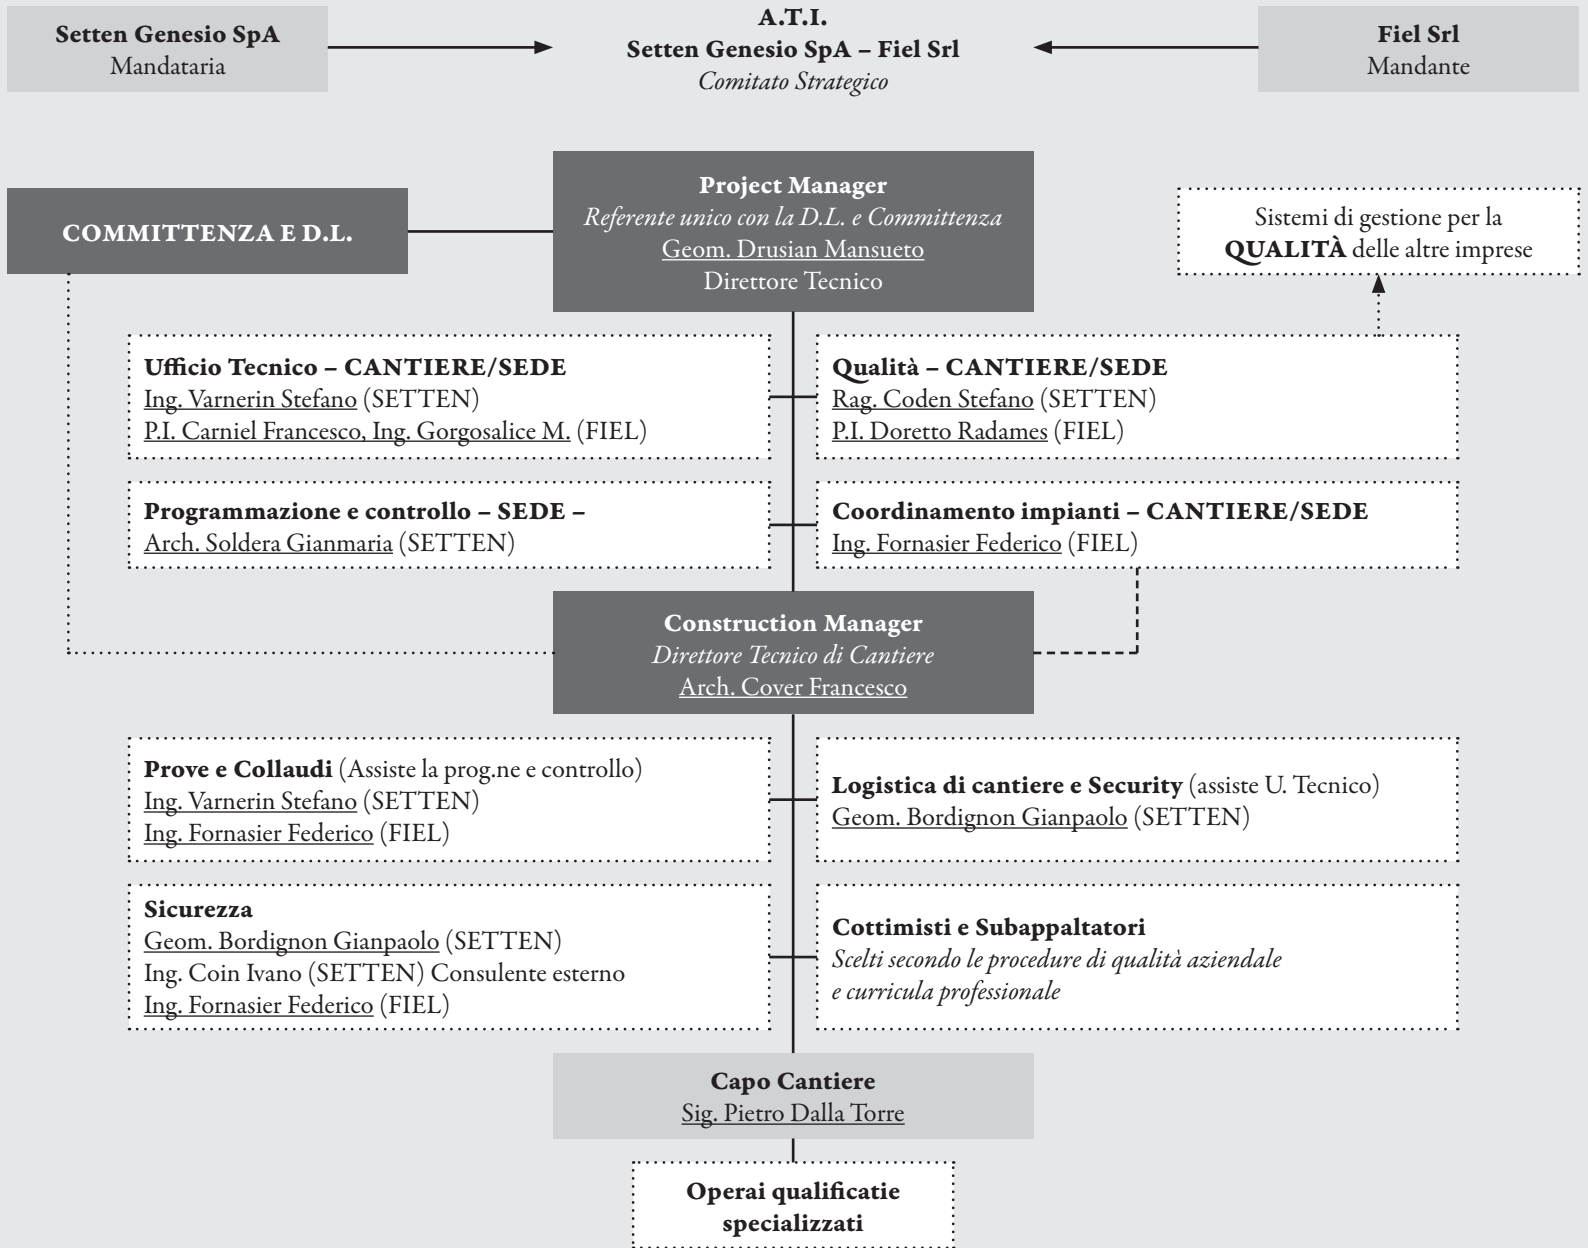 Setten Genesio SpA
Mandataria
A.T.I.
Setten Genesio SpA – Fiel Srl
Comitato Strategico
Fiel Srl
Mandante
COMMITTENZA E D.L.
Project Manager
Referente unico con la D.L. e Committenza
Geom. Drusian Mansueto
Direttore Tecnico
Sistemi di gestione per la
QUALITÀ delle altre imprese
Ufficio Tecnico – CANTIERE/SEDE
Ing. Varnerin Stefano (SETTEN)
P.I. Carniel Francesco, Ing. Gorgosalice M. (FIEL)
Qualità – CANTIERE/SEDE
Rag. Coden Stefano (SETTEN)
P.I. Doretto Radames (FIEL)
Programmazione e controllo – SEDE –
Arch. Soldera Gianmaria (SETTEN)
Coordinamento impianti – CANTIERE/SEDE
Ing. Fornasier Federico (FIEL)
Construction Manager
Direttore Tecnico di Cantiere
Arch. Cover Francesco
Prove e Collaudi (Assiste la prog.ne e controllo)
Ing. Varnerin Stefano (SETTEN)
Ing. Fornasier Federico (FIEL)
Logistica di cantiere e Security (assiste U. Tecnico)
Geom. Bordignon Gianpaolo (SETTEN)
Sicurezza
Geom. Bordignon Gianpaolo (SETTEN)
Ing. Coin Ivano (SETTEN) Consulente esterno
Ing. Fornasier Federico (FIEL)
Cottimisti e Subappaltatori
Scelti secondo le procedure di qualità aziendale
e curricula professionale
Capo Cantiere
Sig. Pietro Dalla Torre
Operai qualificatie
specializzati